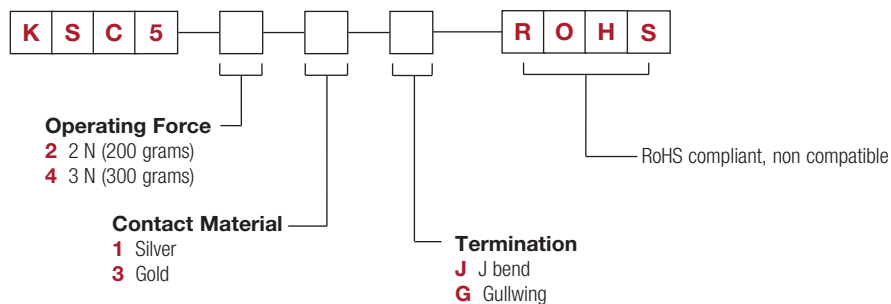 K S C 5 R O H S
Operating Force
2 2 N (200 grams)
4 3 N (300 grams)
RoHS compliant, non compatible
Contact Material
1 Silver
3 Gold
Termination
J J bend
G Gullwing